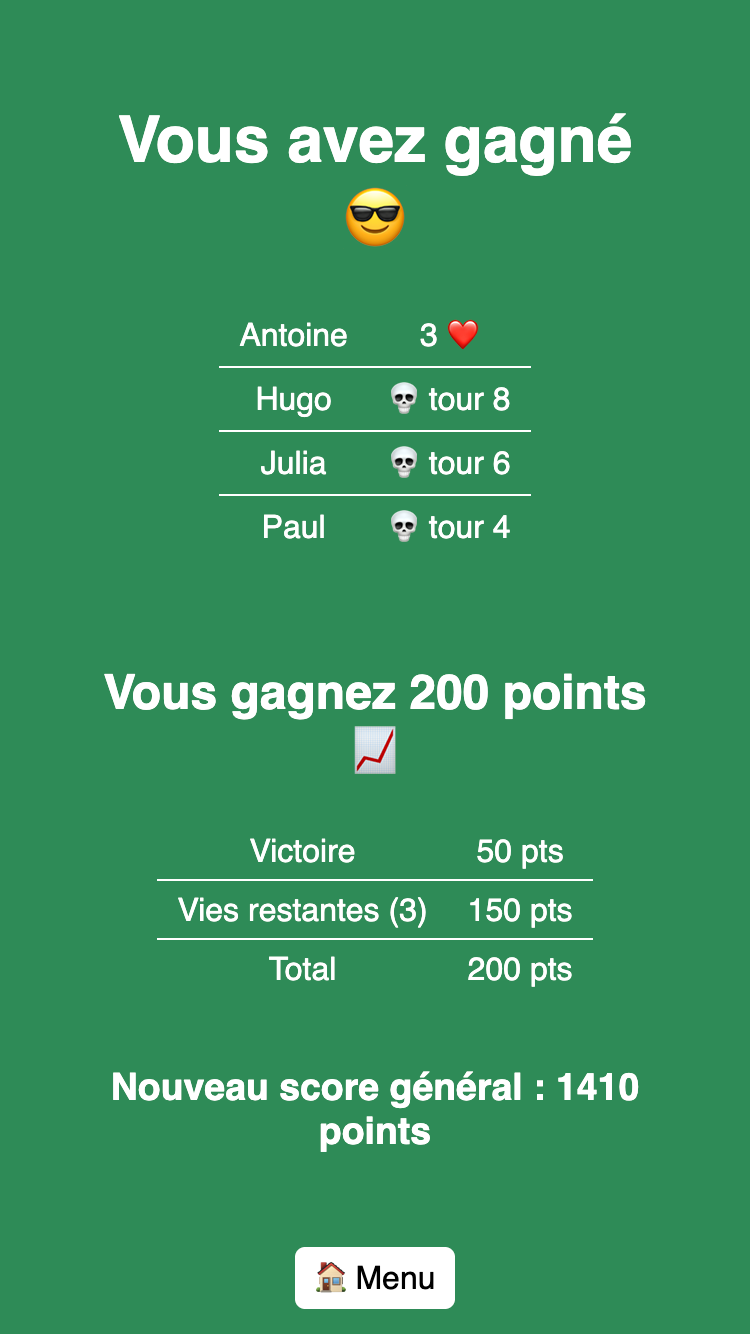 Vous avez gagné
😎
Antoine 3 ❤️
Hugo 💀 tour 8
Julia 💀 tour 6
Paul 💀 tour 4
Vous gagnez 200 points
📈
Victoire 50 pts
Vies restantes (3) 150 pts
Total 200 pts
Nouveau score général : 1410
points
🏠 Menu